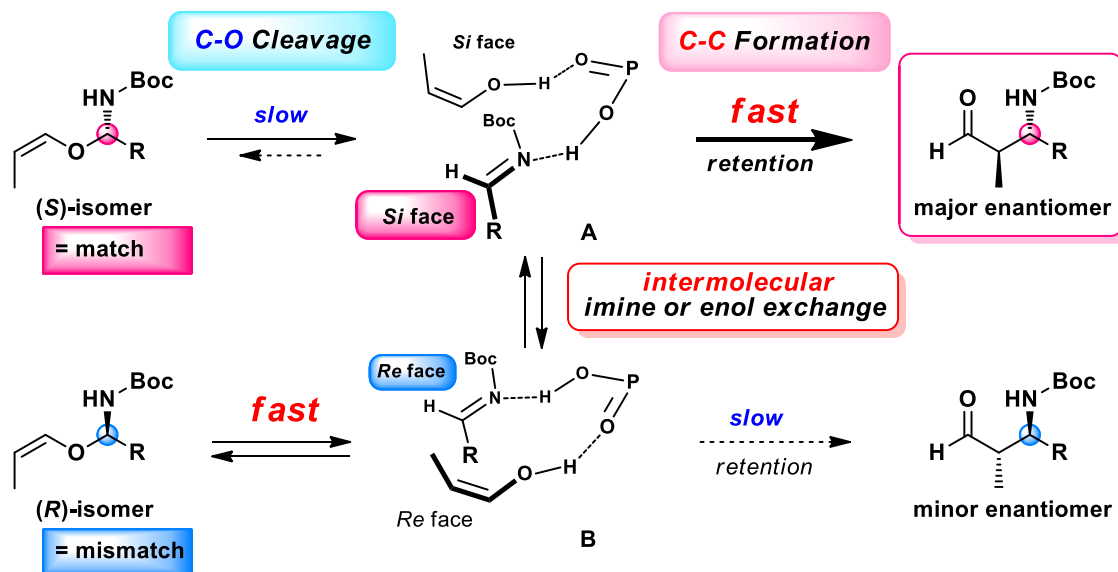 C-O Cleavage
C-C Formation
Si face
O
H
O
P
O
H
Boc
N
H
R
Si face
A
HN
Boc
O
R
(S)-isomer
= match
slow
fast
retention
O
H
HN
Boc
R
major enantiomer
intermolecular
imine or enol exchange
HN
Boc
O
R
(R)-isomer
= mismatch
fast
Re face
Boc
N
H
R
H
O
P
O
O
H
Re face
B
slow
retention
O
H
HN
Boc
R
minor enantiomer